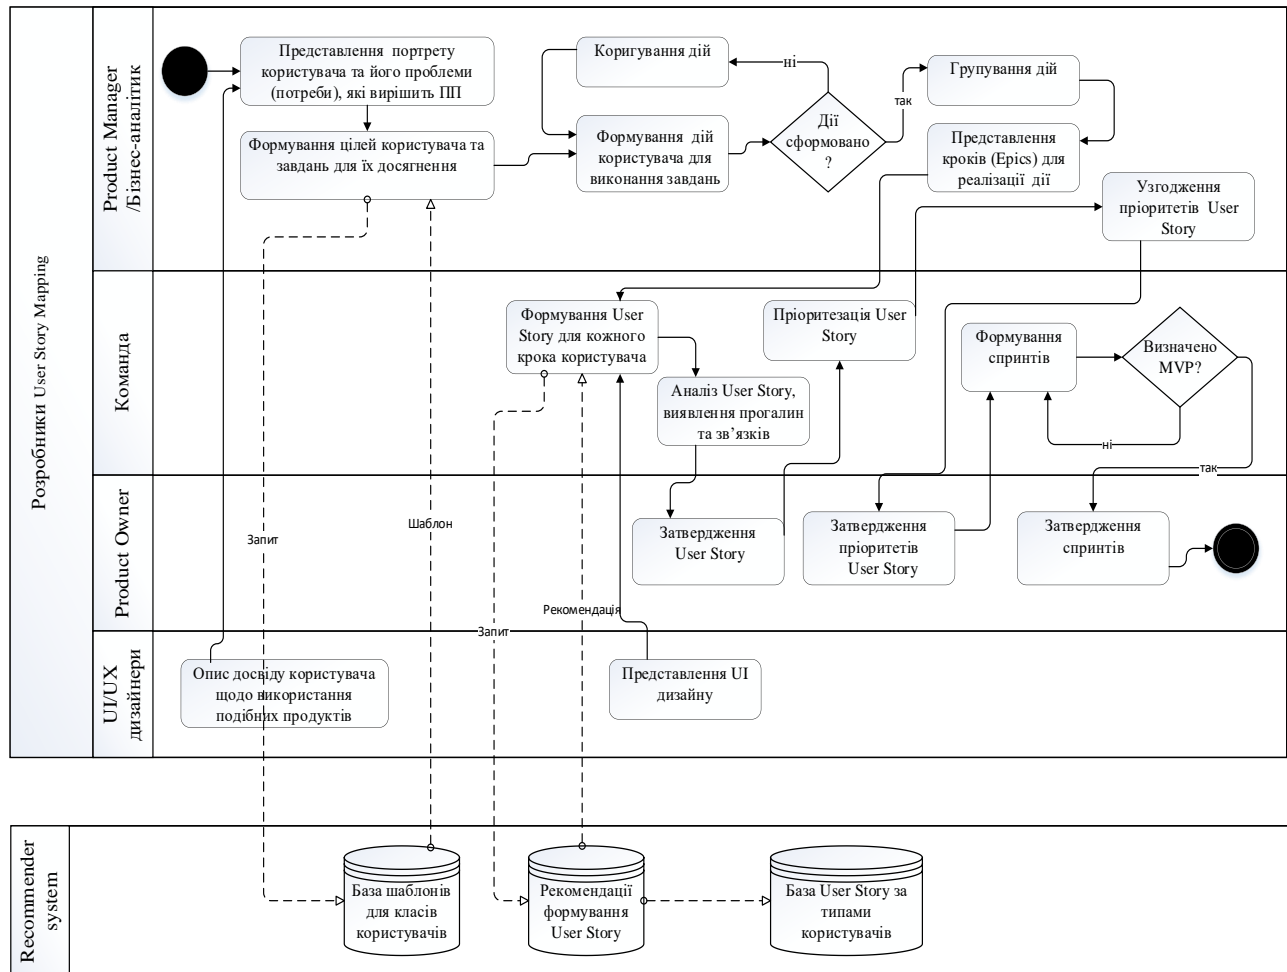 Розробники User Story Mapping
Product Manager
/Бізнес-аналітик
Представлення портрету
користувача та його проблеми
(потреби), які вирішить ПП
Формування цілей користувача та
завдань для їх досягнення
Коригування дій
Формування дій
користувача для
виконання завдань
ні
Дії
сформовано
?
так
Групування дій
Представлення
кроків (Epics) для
реалізації дії
Узгодження
пріоритетів User
Story
Команда
Формування User
Story для кожного
крока користувача
Аналіз User Story,
виявлення прогалин
та зв’язків
Пріоритезація User
Story
Формування
спринтів
Визначено
MVP?
ні
так
Product Owner
Запит
Шаблон
Рекомендація
Запит
Затвердження
User Story
Затвердження
пріоритетів
User Story
Затвердження
спринтів
UI/UX
дизайнери
Опис досвіду користувача
щодо використання
подібних продуктів
Представлення UI
дизайну
Recommender
system
База шаблонів
для класів
користувачів
Рекомендації
формування
User Story
База User Story за
типами
користувачів